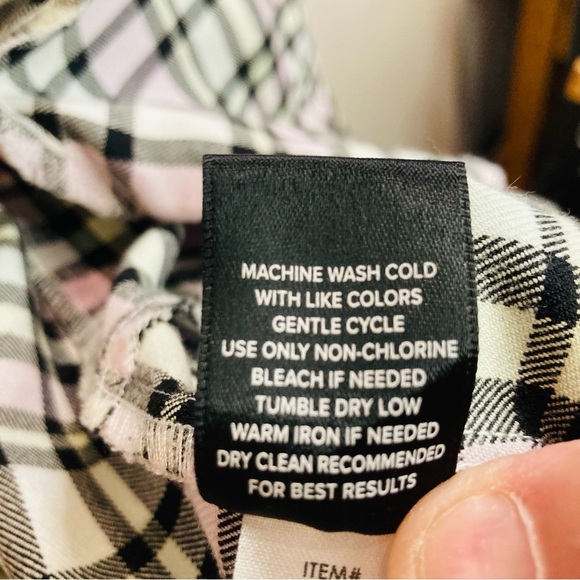 MACHINE WASH COLD
WITH LIKE COLORS
GENTLE CYCLE
USE ONLY NON-CHLORINE
BLEACH IF NEEDED
TUMBLE DRY LOW
WARM IRON IF NEEDED
DRY CLEAN RECOMMENDED
FOR BEST RESULTS
ITEM#